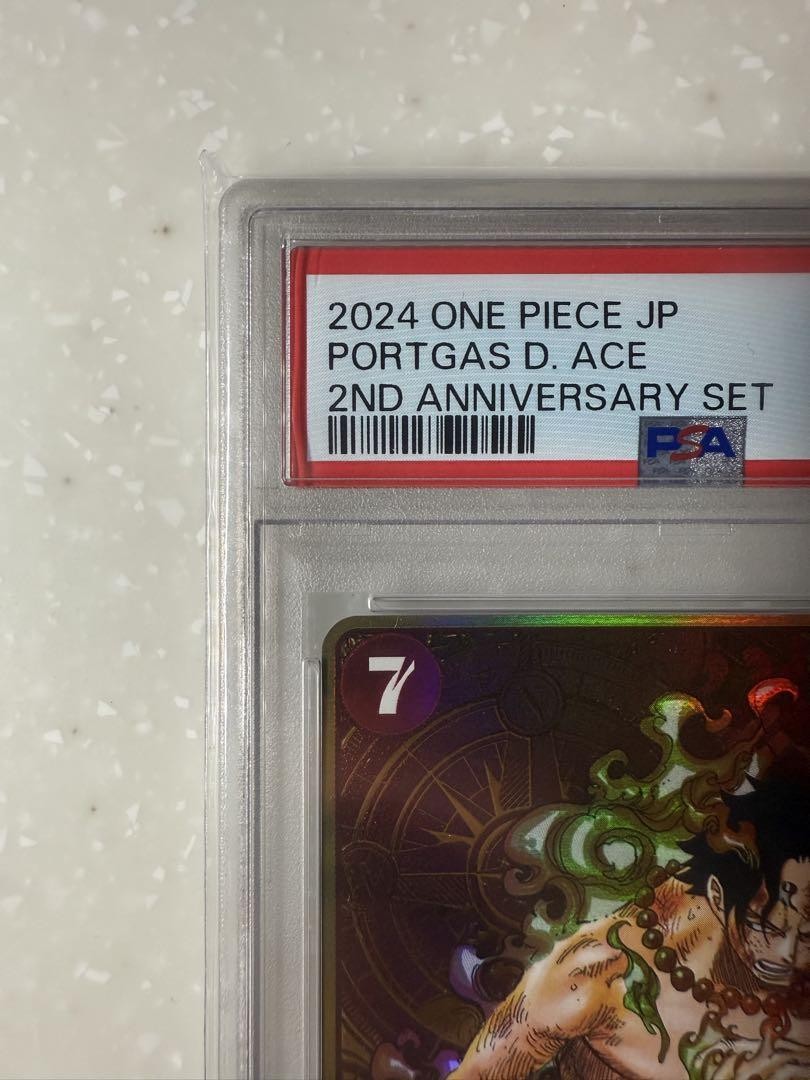 2024 ONE PIECE JP
PORTGAS D. ACE
2ND ANNIVERSARY SET
PSA
7